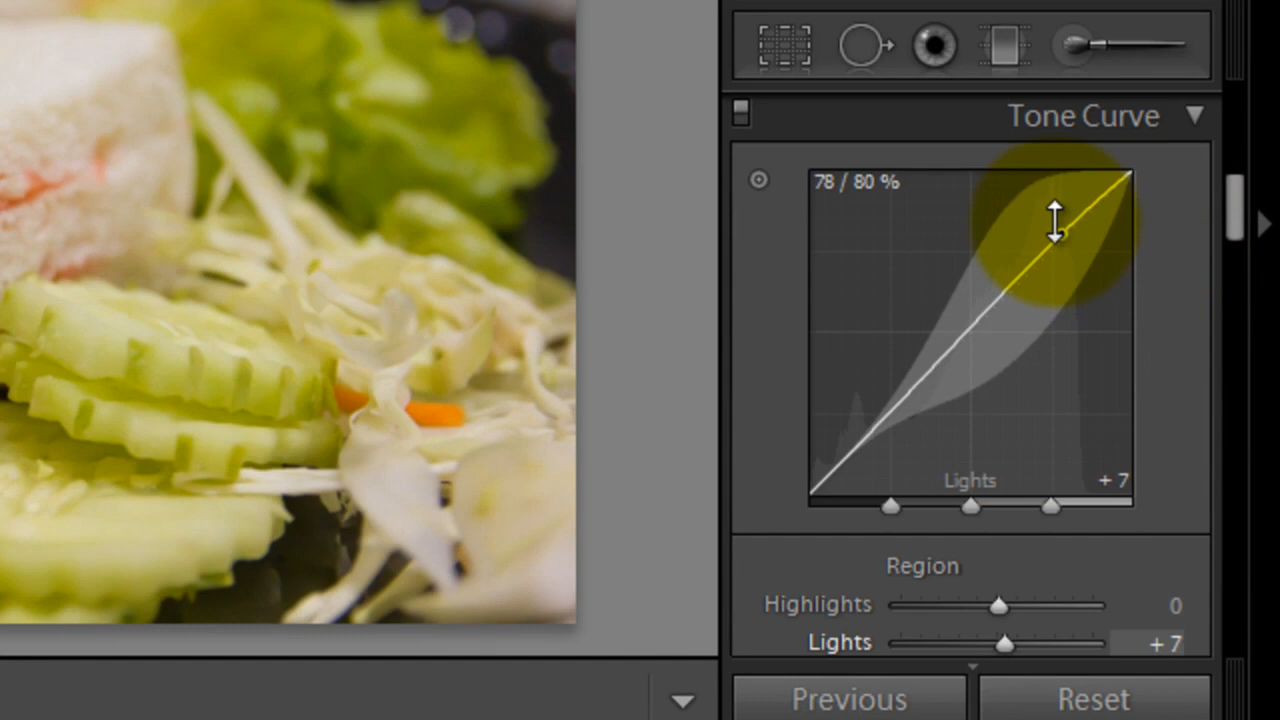 Tone Curve
78 / 80 %
Lights + 7
Region
Highlights 0
Lights + 7
Previous Reset